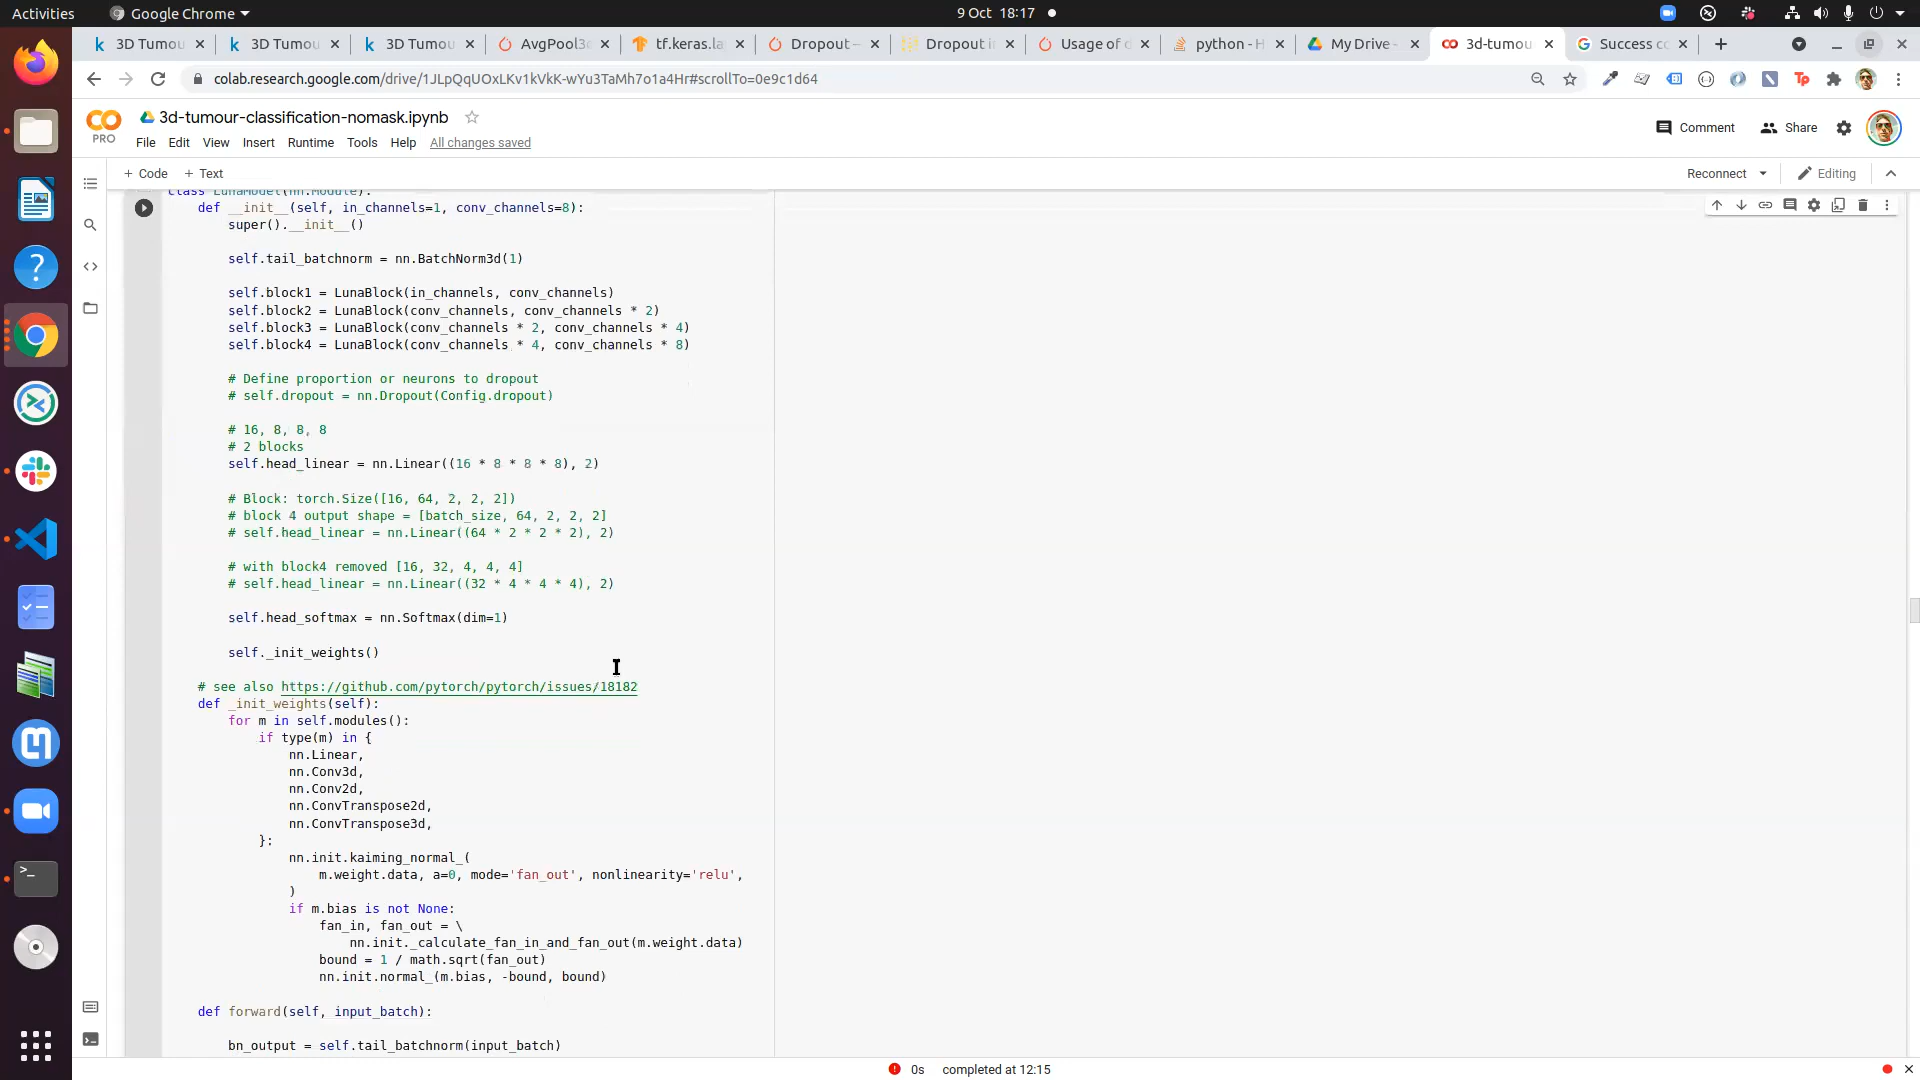 Activities
Google Chrome
9 Oct 18:17
3D Tumou
3D Tumou
3D Tumou
AvgPool3
tf.keras.la
Dropout —
Dropout i
Usage of d
python - H
My Drive -
3d-tumou
Success co
colab.research.google.com/drive/1JLpQqUOxLKv1kVkK-wYu3TaMh7o1a4Hr#scrollTo=0e9c1d64
CO
PRO
3d-tumour-classification-nomask.ipynb
Comment
Share
File Edit View Insert Runtime Tools Help All changes saved
+ Code + Text
Reconnect
Editing
class LunaModel(nn.Module):
def __init__(self, in_channels=1, conv_channels=8):
super().__init__()
self.tail_batchnorm = nn.BatchNorm3d(1)
self.block1 = LunaBlock(in_channels, conv_channels)
self.block2 = LunaBlock(conv_channels, conv_channels * 2)
self.block3 = LunaBlock(conv_channels * 2, conv_channels * 4)
self.block4 = LunaBlock(conv_channels * 4, conv_channels * 8)
# Define proportion or neurons to dropout
# self.dropout = nn.Dropout(Config.dropout)
# 16, 8, 8, 8
# 2 blocks
self.head_linear = nn.Linear((16 * 8 * 8 * 8), 2)
# Block: torch.Size([16, 64, 2, 2, 2])
# block 4 output shape = [batch_size, 64, 2, 2, 2]
# self.head_linear = nn.Linear((64 * 2 * 2 * 2), 2)
# with block4 removed [16, 32, 4, 4, 4]
# self.head_linear = nn.Linear((32 * 4 * 4 * 4), 2)
self.head_softmax = nn.Softmax(dim=1)
self._init_weights()
# see also https://github.com/pytorch/pytorch/issues/18182
def _init_weights(self):
for m in self.modules():
if type(m) in {
nn.Linear,
nn.Conv3d,
nn.Conv2d,
nn.ConvTranspose2d,
nn.ConvTranspose3d,
}:
nn.init.kaiming_normal_(
m.weight.data, a=0, mode='fan_out', nonlinearity='relu',
)
if m.bias is not None:
fan_in, fan_out = \
nn.init._calculate_fan_in_and_fan_out(m.weight.data)
bound = 1 / math.sqrt(fan_out)
nn.init.normal_(m.bias, -bound, bound)
def forward(self, input_batch):
bn_output = self.tail_batchnorm(input_batch)
0s completed at 12:15